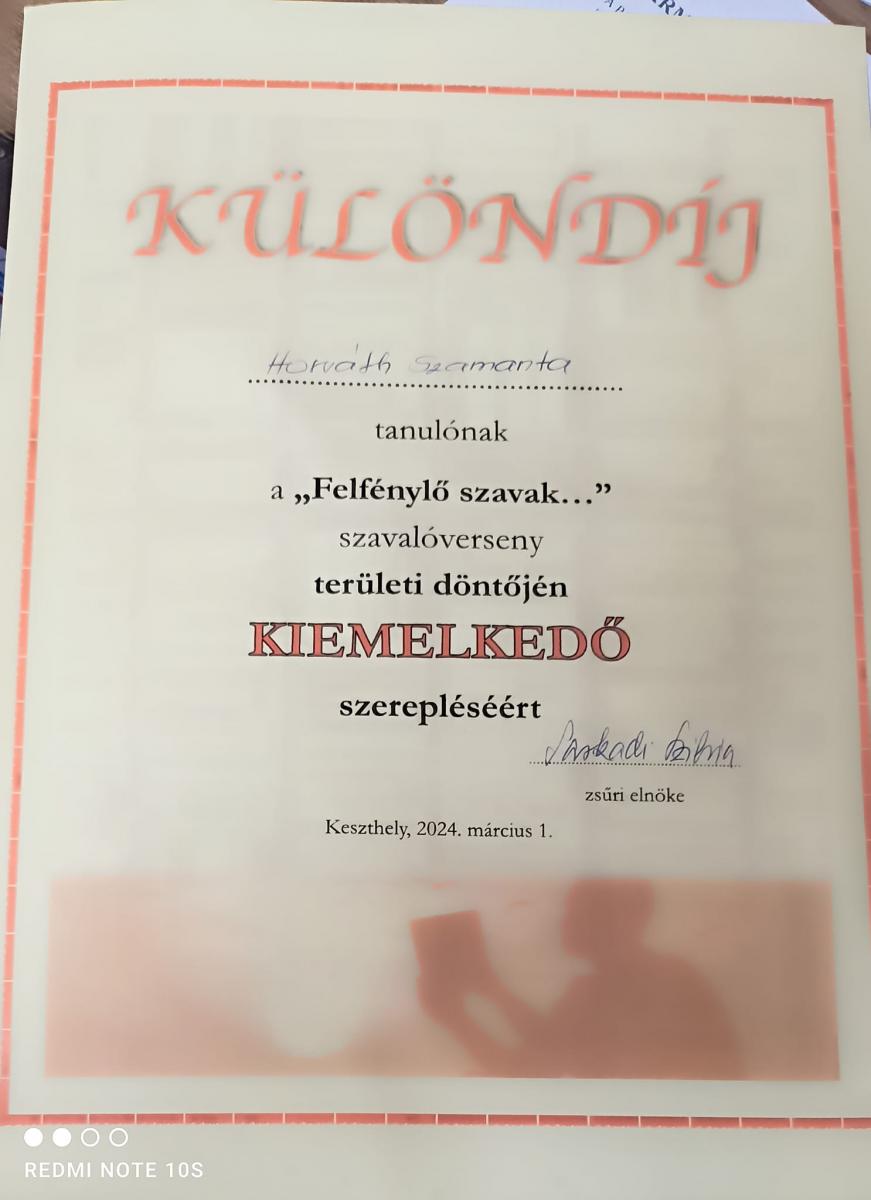 KÜLÖNDÍJ
Horváth Szamanta
tanulónak
a „Felfénylő szavak…”
szavalóverseny
területi döntőjén
KIEMELKEDŐ
szerepléséért
zsűri elnöke
Keszthely, 2024. március 1.
REDMI NOTE 10S